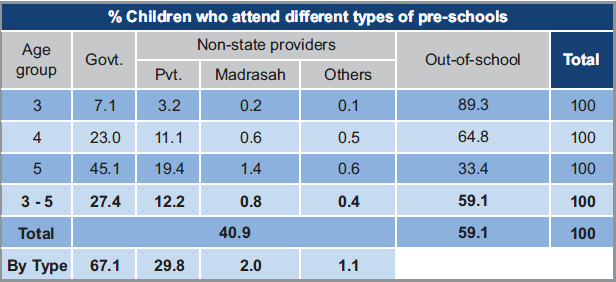 % Children who attend different types of pre-schools
Age group Govt. Non-state providers Out-of-school Total
Pvt. Madrasah Others
3 7.1 3.2 0.2 0.1 89.3 100
4 23.0 11.1 0.6 0.5 64.8 100
5 45.1 19.4 1.4 0.6 33.4 100
3 - 5 27.4 12.2 0.8 0.4 59.1 100
Total 40.9 59.1 100
By Type 67.1 29.8 2.0 1.1